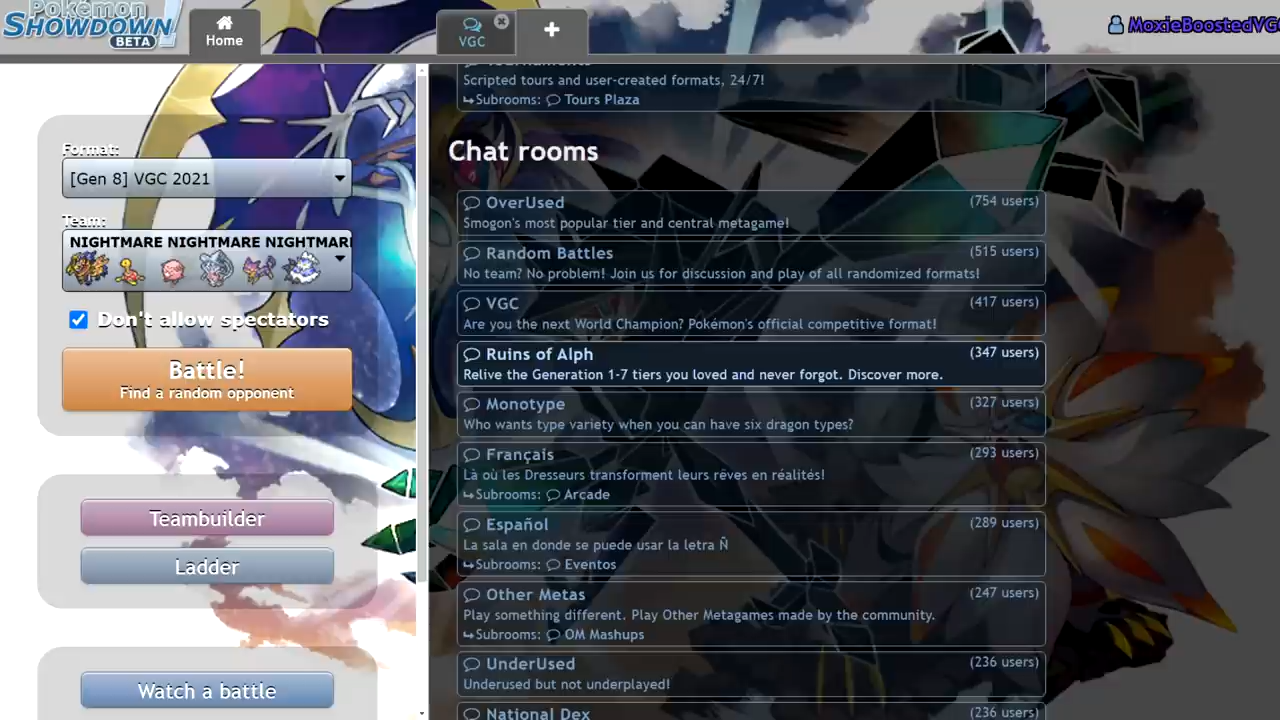 Pokémon
SHOWDOWN!
BETA
Home
VGC
+
MoxieBoostedVG
Format:
[Gen 8] VGC 2021
Team:
NIGHTMARE NIGHTMARE NIGHTMAR
Don't allow spectators
Battle!
Find a random opponent
Teambuilder
Ladder
Watch a battle
Tournaments
Scripted tours and user-created formats, 24/7!
↳Subrooms: Tours Plaza
Chat rooms
OverUsed (754 users)
Smogon's most popular tier and central metagame!
Random Battles (515 users)
No team? No problem! Join us for discussion and play of all randomized formats!
VGC (417 users)
Are you the next World Champion? Pokémon's official competitive format!
Ruins of Alph (347 users)
Relive the Generation 1-7 tiers you loved and never forgot. Discover more.
Monotype (327 users)
Who wants type variety when you can have six dragon types?
Français (293 users)
Là où les Dresseurs transforment leurs rêves en réalités!
↳Subrooms: Arcade
Español (289 users)
La sala en donde se puede usar la letra Ñ
↳Subrooms: Eventos
Other Metas (247 users)
Play something different. Play Other Metagames made by the community.
↳Subrooms: OM Mashups
UnderUsed (236 users)
Underused but not underplayed!
National Dex (236 users)